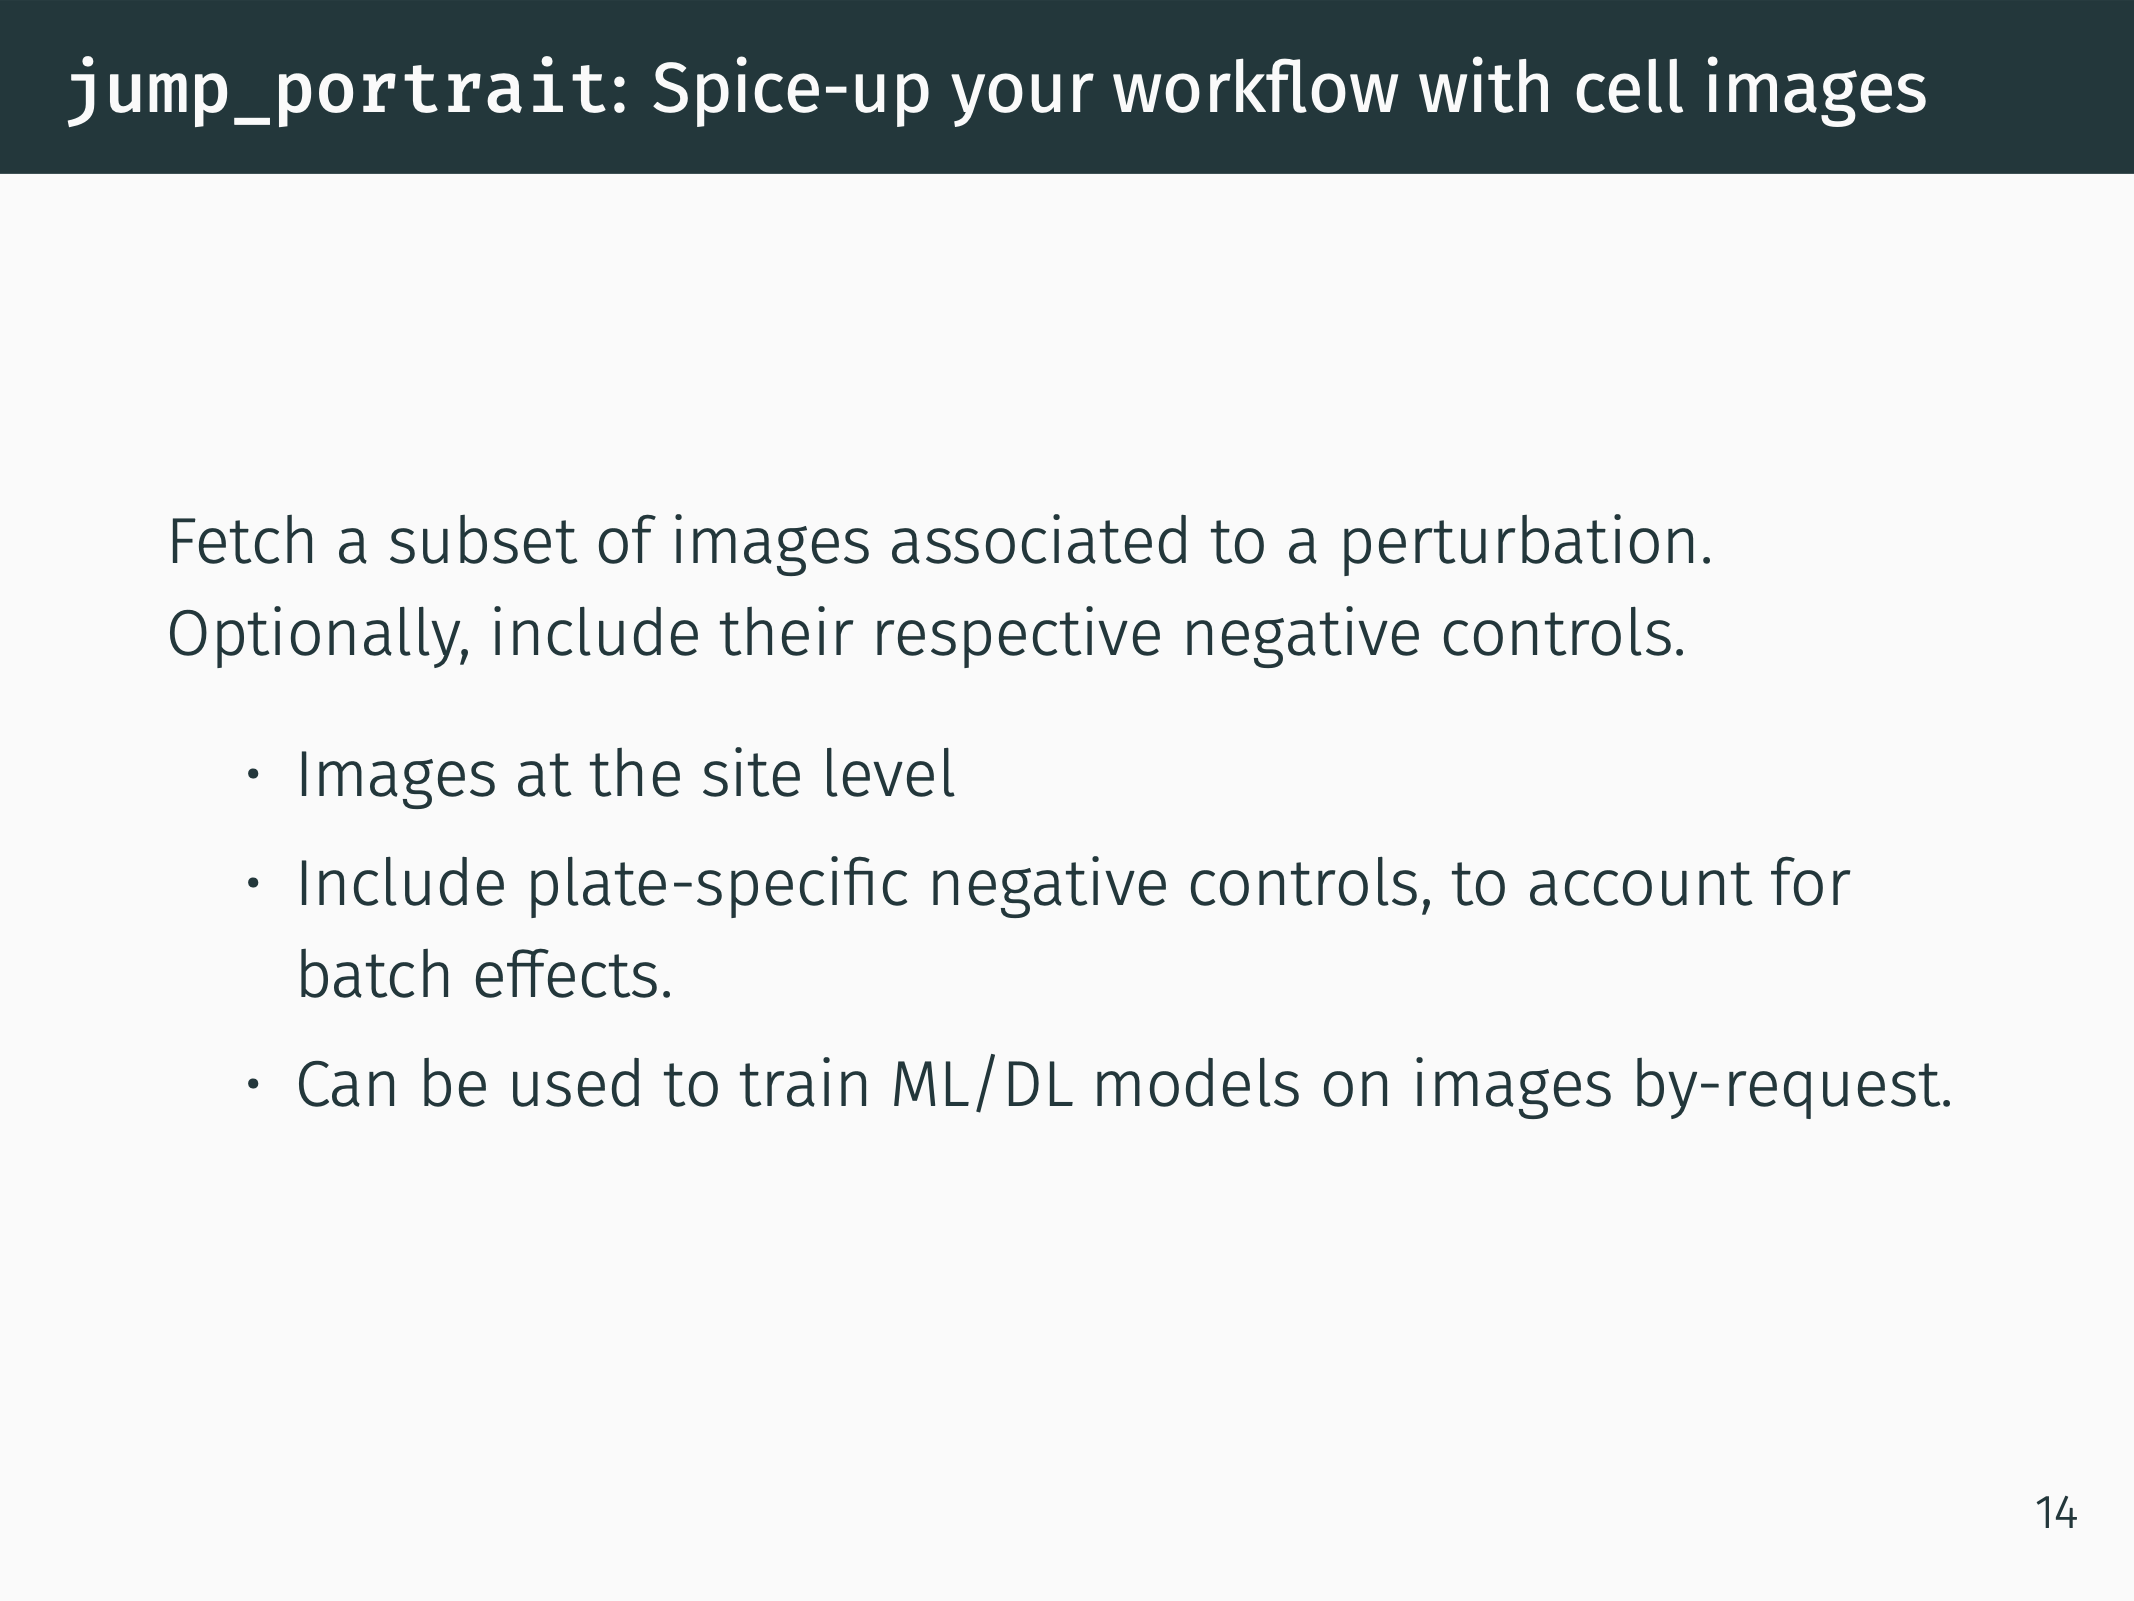 jump_portrait: Spice-up your workflow with cell images
Fetch a subset of images associated to a perturbation.
Optionally, include their respective negative controls.
• Images at the site level
• Include plate-specific negative controls, to account for
batch effects.
• Can be used to train ML/DL models on images by-request.
14